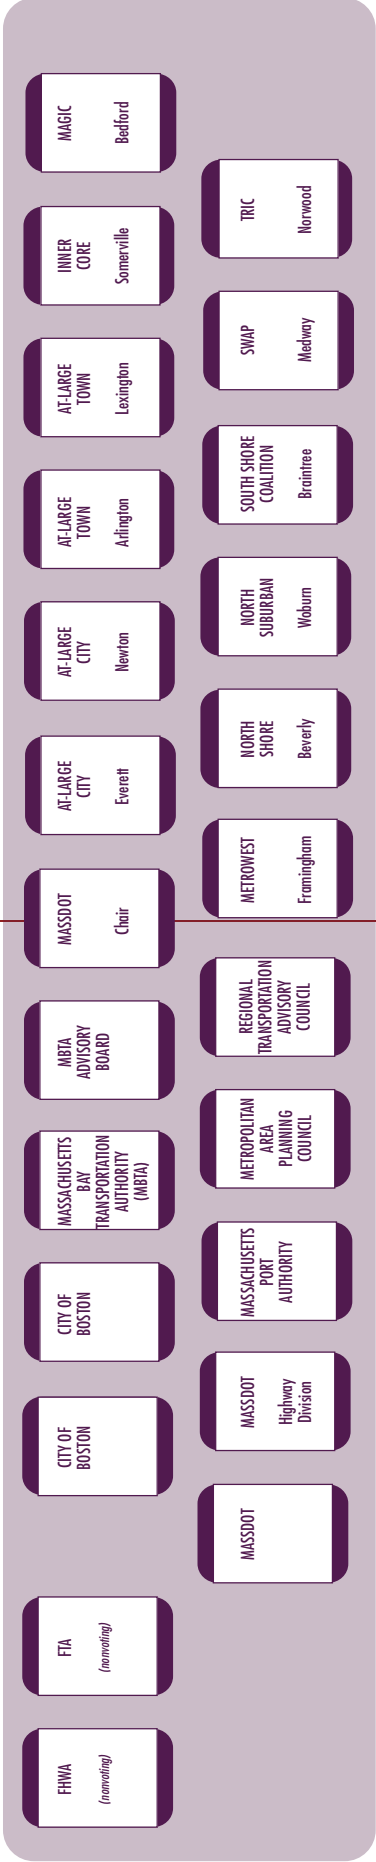 FHWA
(nonvoting)
FTA
(nonvoting)
CITY OF
BOSTON
CITY OF
BOSTON
MASSACHUSETTS
BAY
TRANSPORTATION
AUTHORITY
(MBTA)
MBTA
ADVISORY
BOARD
MASSDOT
Chair
AT-LARGE
CITY
Everett
AT-LARGE
CITY
Newton
AT-LARGE
TOWN
Arlington
AT-LARGE
TOWN
Lexington
INNER
CORE
Somerville
MAGIC
Bedford
MASSDOT
MASSDOT
Highway
Division
MASSACHUSETTS
PORT
AUTHORITY
METROPOLITAN
AREA
PLANNING
COUNCIL
REGIONAL
TRANSPORTATION
ADVISORY
COUNCIL
METROWEST
Framingham
NORTH
SHORE
Beverly
NORTH
SUBURBAN
Woburn
SOUTH SHORE
COALITION
Braintree
SWAP
Medway
TRIC
Norwood